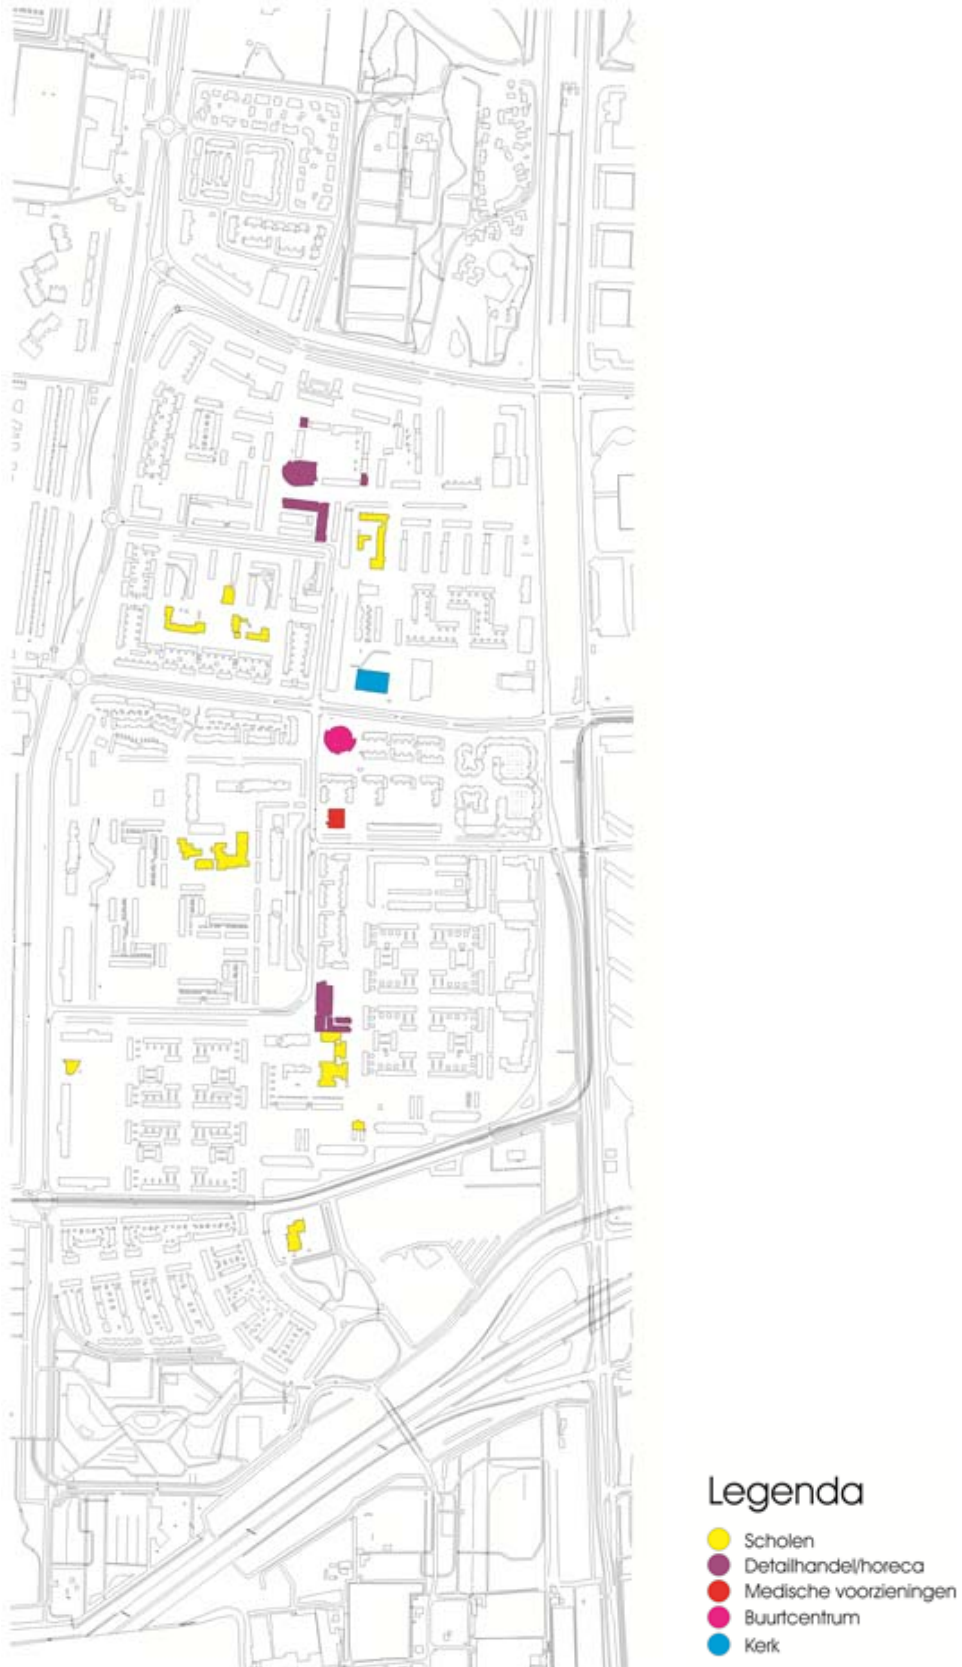 Legenda
Scholen
Detailhandel/horeca
Medische voorzieningen
Buurtcentrum
Kerk